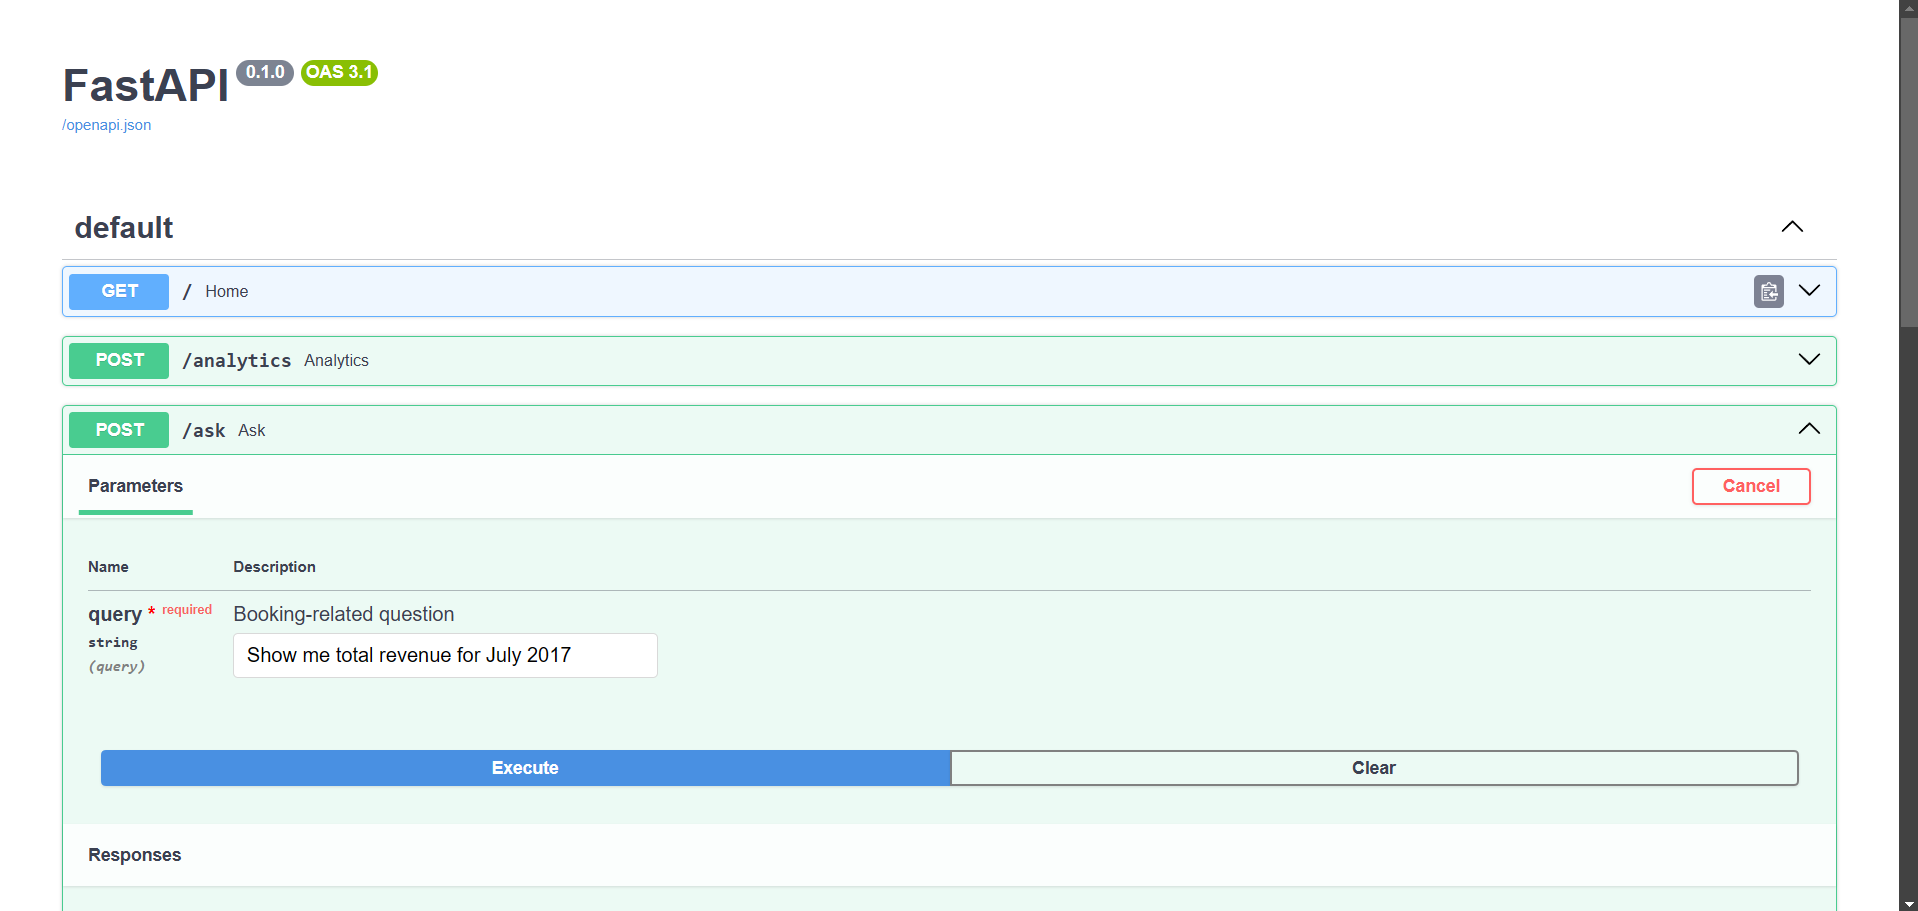 FastAPI 0.1.0 OAS 3.1
/openapi.json
default
GET / Home
POST /analytics Analytics
POST /ask Ask
Parameters Cancel
Name Description
query * required Booking-related question
string Show me total revenue for July 2017
(query)
Execute Clear
Responses